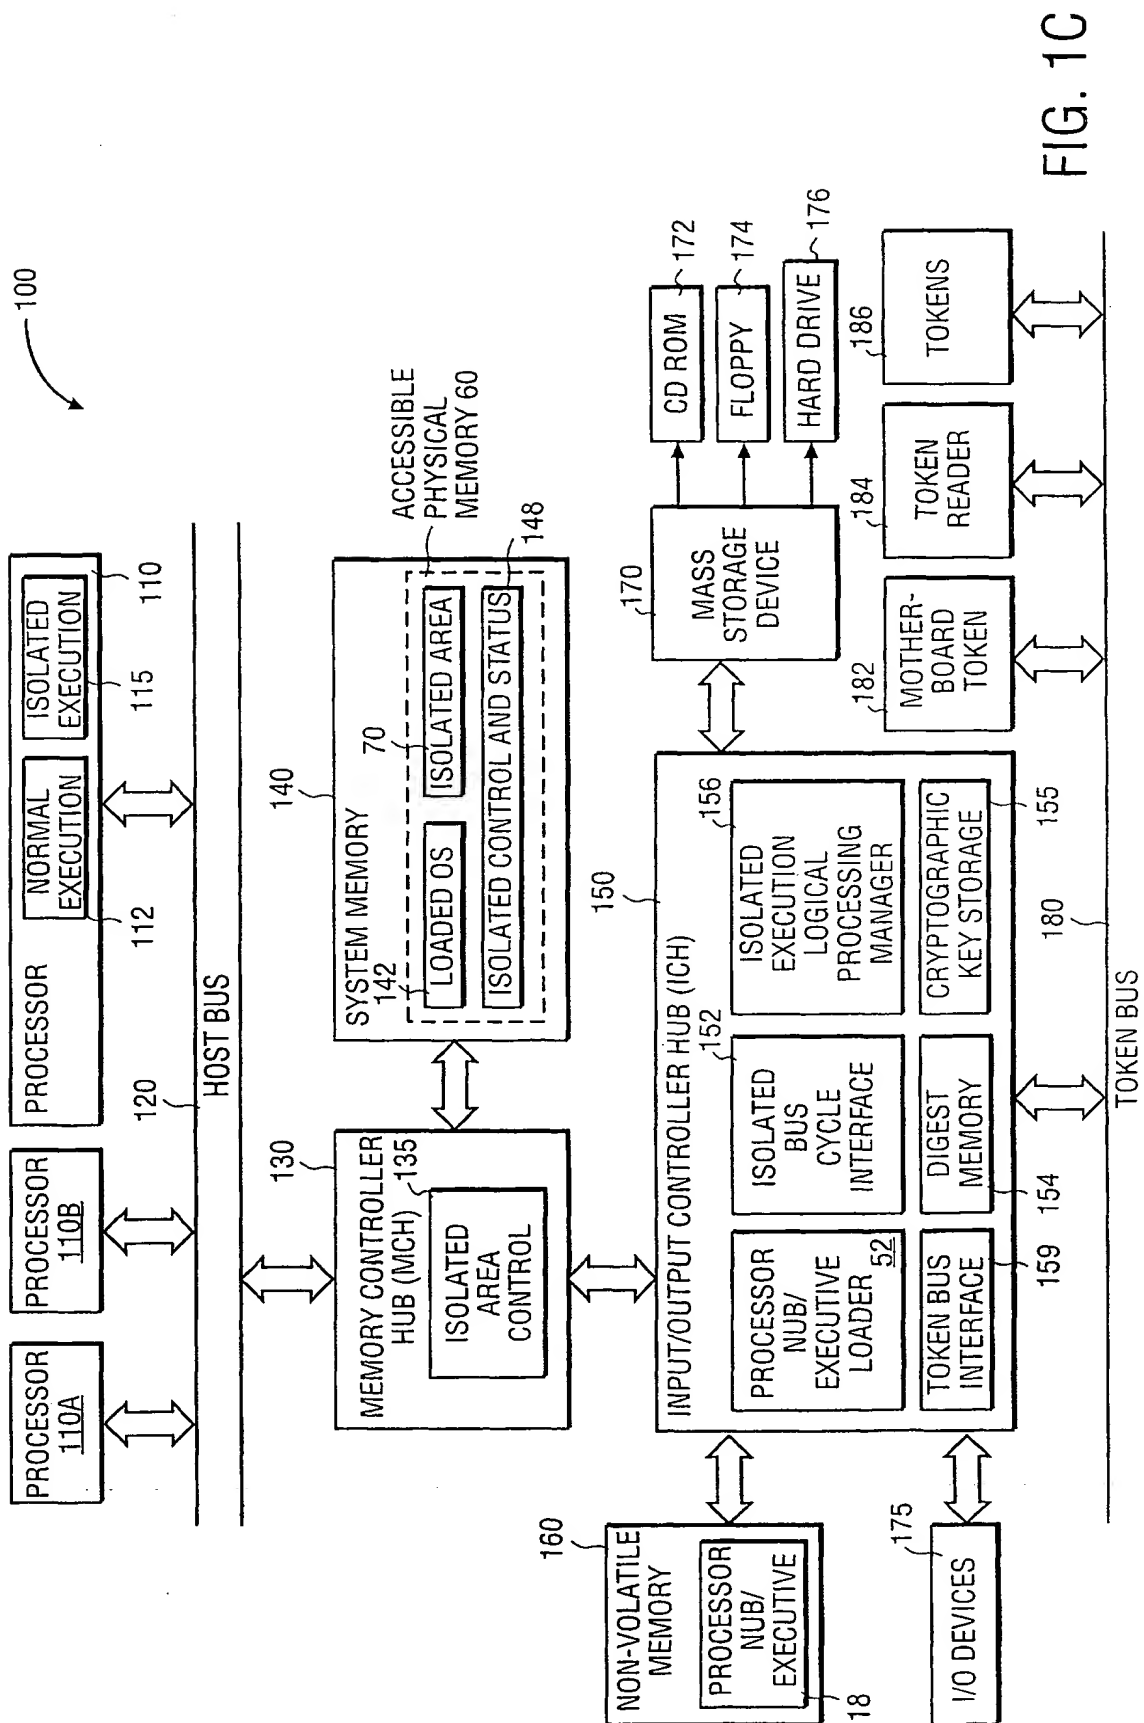 100
PROCESSOR
110A
PROCESSOR
110B
PROCESSOR
NORMAL
EXECUTION
112
ISOLATED
EXECUTION
115
110
120
HOST BUS
130
MEMORY CONTROLLER
HUB (MCH)
135
ISOLATED
AREA
CONTROL
140
SYSTEM MEMORY
142
LOADED OS
70
ISOLATED AREA
ISOLATED CONTROL AND STATUS
148
ACCESSIBLE
PHYSICAL
MEMORY 60
150
INPUT/OUTPUT CONTROLLER HUB (ICH)
PROCESSOR
NUB/
EXECUTIVE
LOADER
52
152
ISOLATED
BUS
CYCLE
INTERFACE
156
ISOLATED
EXECUTION
LOGICAL
PROCESSING
MANAGER
TOKEN BUS
INTERFACE
159
DIGEST
MEMORY
154
CRYPTOGRAPHIC
KEY STORAGE
155
160
NON-VOLATILE
MEMORY
PROCESSOR
NUB/
EXECUTIVE
18
175
I/O DEVICES
170
MASS
STORAGE
DEVICE
CD ROM
172
FLOPPY
174
HARD DRIVE
176
182
MOTHER-
BOARD
TOKEN
184
TOKEN
READER
186
TOKENS
180
TOKEN BUS
FIG. 1C